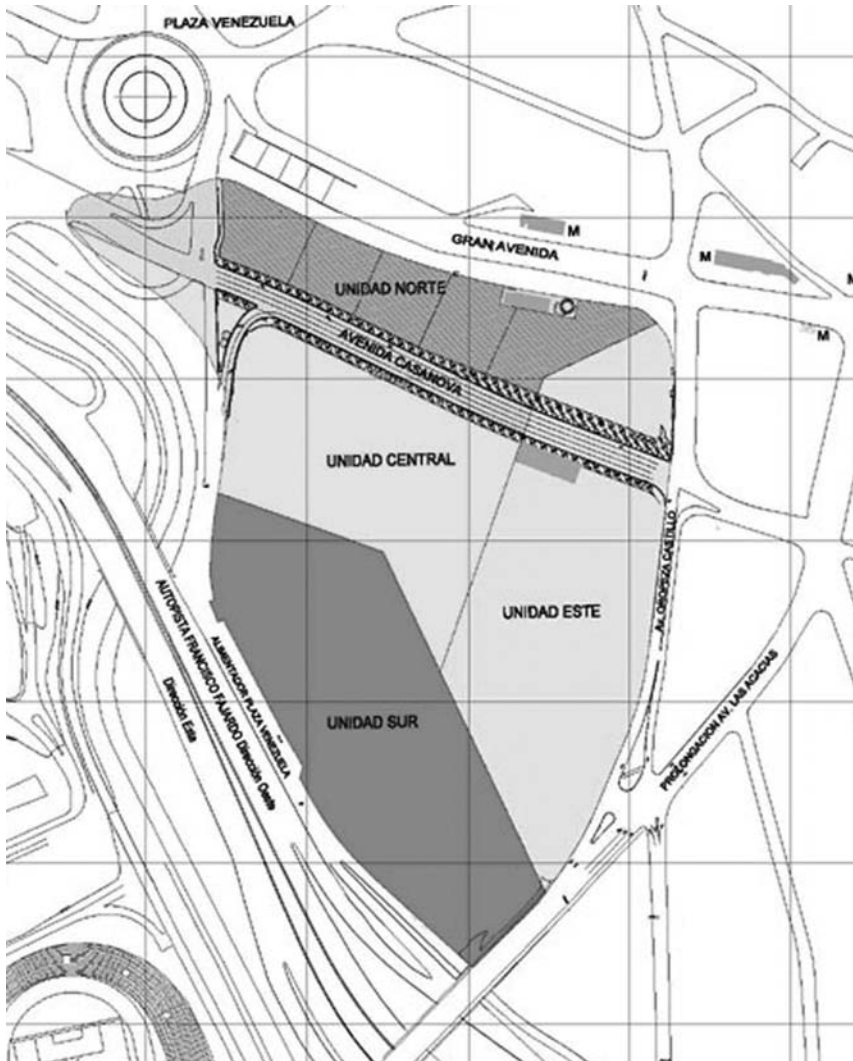 PLAZA VENEZUELA
M
GRAN AVENIDA
M
M
UNIDAD NORTE
M
AVENIDA CASANOVA
UNIDAD CENTRAL
AV. OROPEZA CASTILLO
UNIDAD ESTE
AUTOPISTA FRANCISCO FAJARDO Dirección Oeste
ALIMENTADOR PLAZA VENEZUELA
Dirección Este
UNIDAD SUR
PROLONGACION AV. LAS ACACIAS